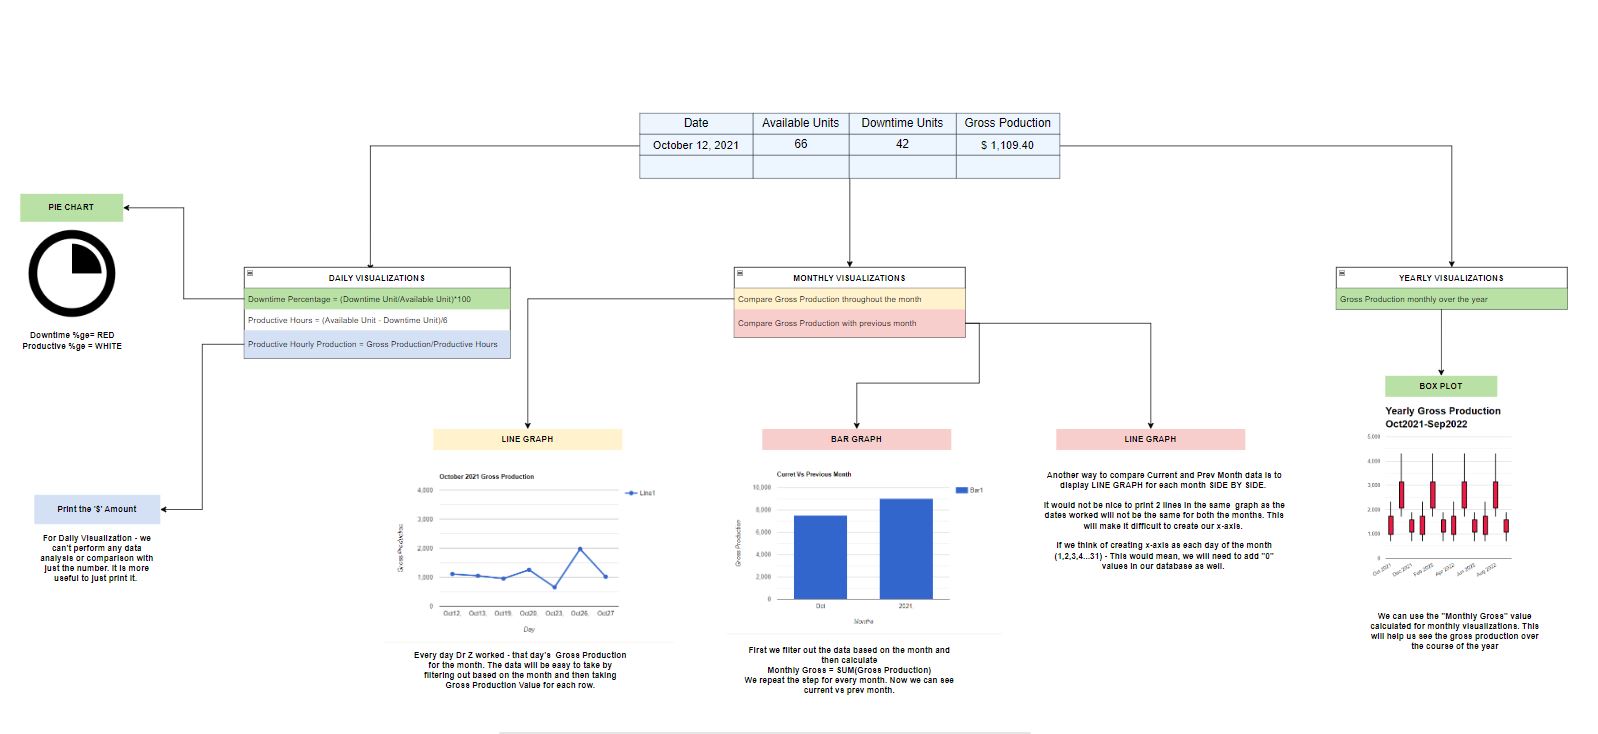 Date Available Units Downtime Units Gross Poduction
October 12, 2021 66 42 $ 1,109.40
PIE CHART
Downtime %ge= RED
Productive %ge = WHITE
DAILY VISUALIZATIONS
Downtime Percentage = (Downtime Unit/Available Unit)*100
Productive Hours = (Available Unit - Downtime Unit)/6
Productive Hourly Production = Gross Production/Productive Hours
Print the '$' Amount
For Daily Visualization - we
can't perform any data
analysis or comparison with
just the number. It is more
useful to just print it.
MONTHLY VISUALIZATIONS
Compare Gross Production throughout the month
Compare Gross Production with previous month
LINE GRAPH
October 2021 Gross Production
4,000
3,000
2,000
1,000
0
Gross Production
Line1
Oct12, Oct13, Oct19, Oct20, Oct23, Oct26, Oct27
Day
Every day Dr Z worked - that day's Gross Production
for the month. The data will be easy to take by
filtering out based on the month and then taking
Gross Production Value for each row.
BAR GRAPH
Curret Vs Previous Month
10,000
8,000
6,000
4,000
2,000
0
Gross Production
Bar1
Oct 2021,
Months
First we filter out the data based on the month and
then calculate
Monthly Gross = SUM(Gross Production)
We repeat the step for every month. Now we can see
current vs prev month.
LINE GRAPH
Another way to compare Current and Prev Month data is to
display LINE GRAPH for each month SIDE BY SIDE.
It would not be nice to print 2 lines in the same graph as the
dates worked will not be the same for both the months. This
will make it difficult to create our x-axis.
If we think of creating x-axis as each day of the month
(1,2,3,4...31) - This would mean, we will need to add "0"
values in our database as well.
YEARLY VISUALIZATIONS
Gross Production monthly over the year
BOX PLOT
Yearly Gross Production
Oct2021-Sep2022
5,000
4,000
3,000
2,000
1,000
0
Oct 2021 Dec 2021 Feb 2022 Apr 2022 Jun 2022 Aug 2022
We can use the "Monthly Gross" value
calculated for monthly visualizations. This
will help us see the gross production over
the course of the year